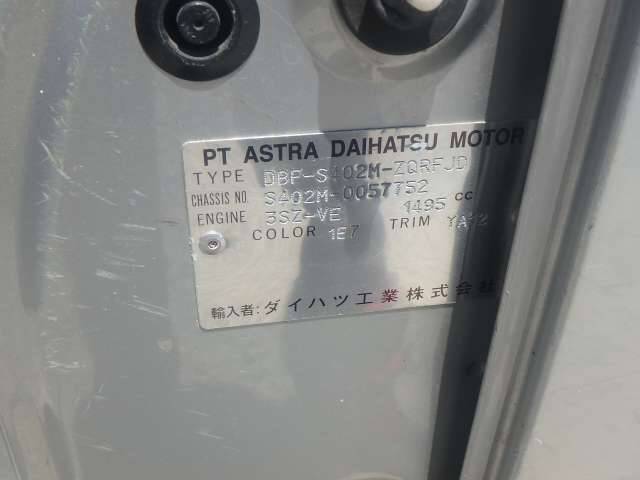 PT ASTRA DAIHATSU MOTOR
TYPE DBF-S402M-ZQRFJD
CHASSIS NO. S402M-0057752
ENGINE 3SZ-VE 1495 cc
COLOR 1E7 TRIM
輸入者: ダイハツ工業株式会社